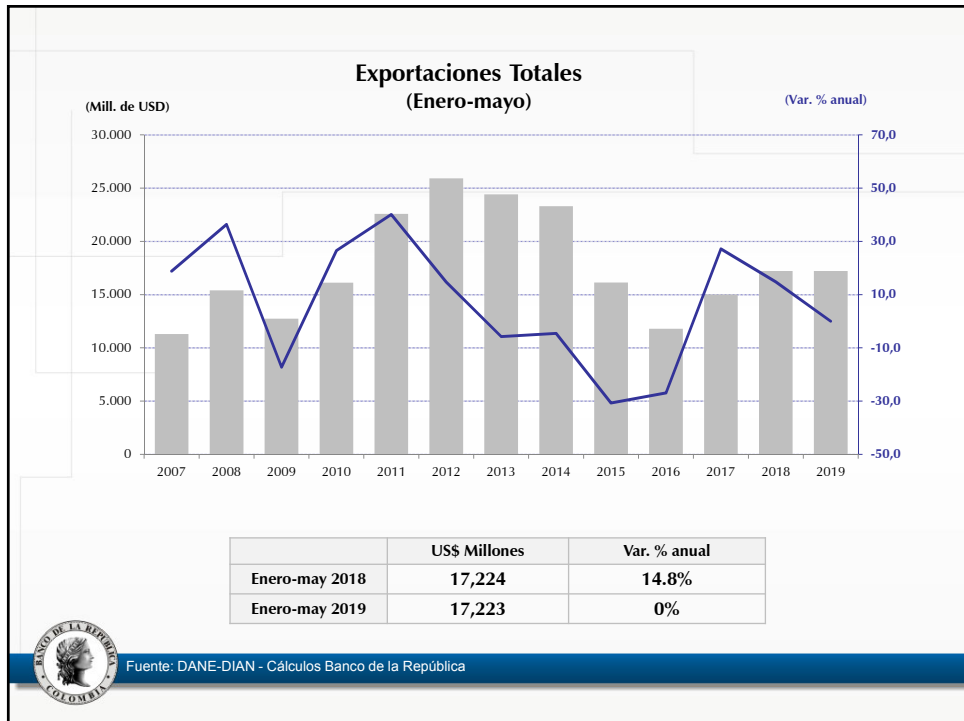 Exportaciones Totales
(Enero-mayo)
(Mill. de USD)
(Var. % anual)
30.000
25.000
20.000
15.000
10.000
5.000
0
70,0
50,0
30,0
10,0
-10,0
-30,0
-50,0
2007 2008 2009 2010 2011 2012 2013 2014 2015 2016 2017 2018 2019
US$ Millones Var. % anual
Enero-may 2018 17,224 14.8%
Enero-may 2019 17,223 0%
BANCO DE LA REPÚBLICA
COLOMBIA
Fuente: DANE-DIAN - Cálculos Banco de la República